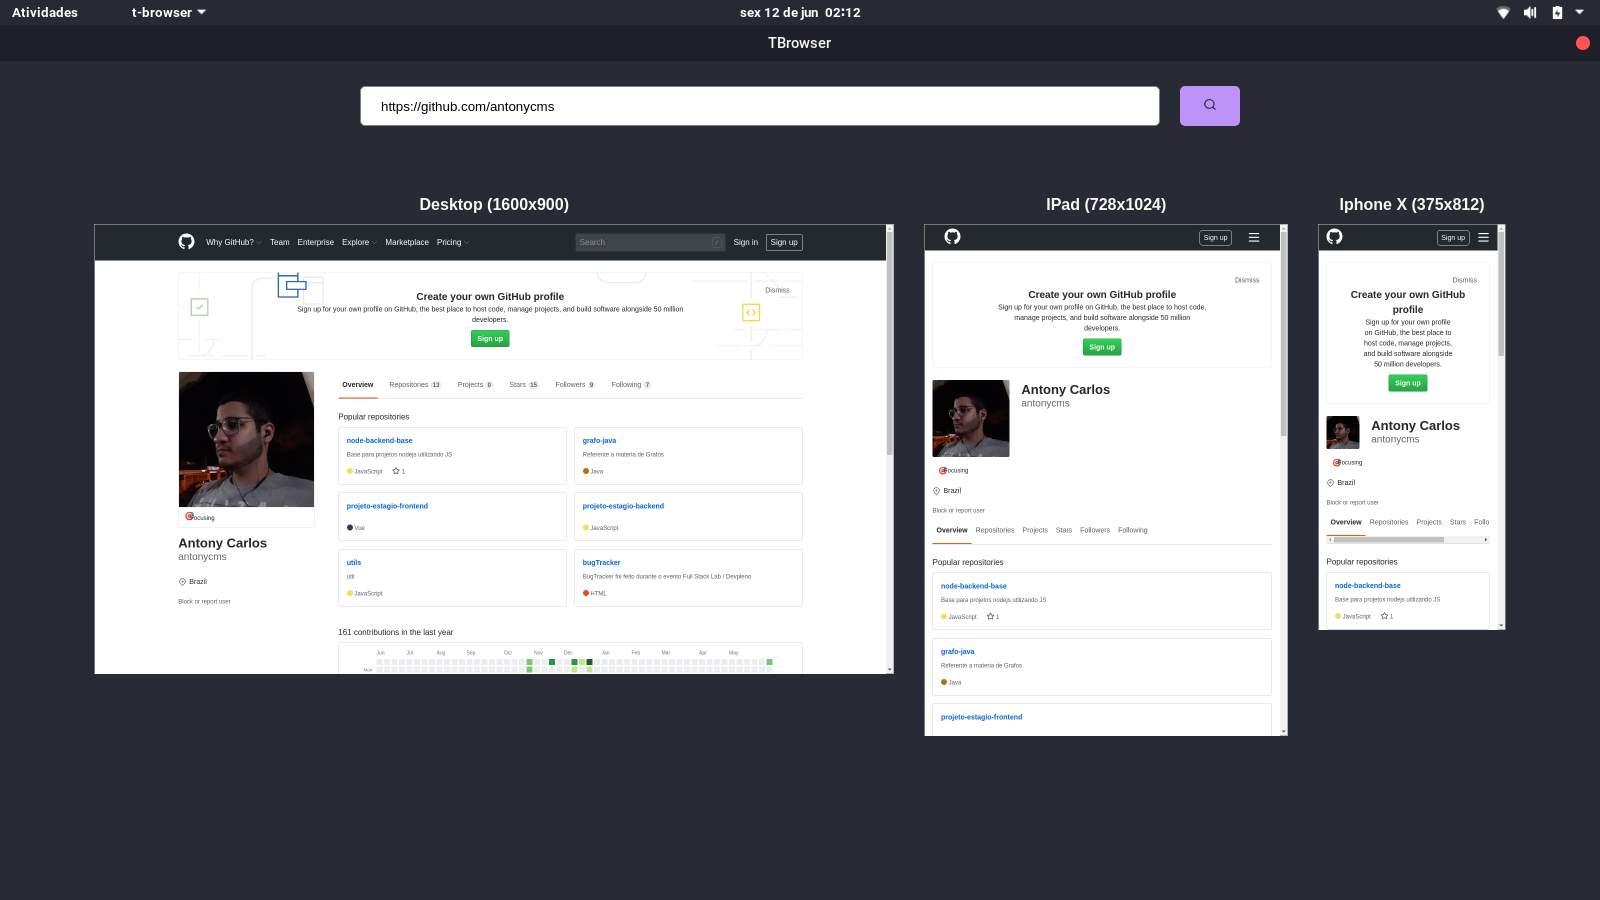 Atividades
t-browser
sex 12 de jun 02:12
TBrowser
https://github.com/antonycms
Desktop (1600x900)
Why GitHub? Team Enterprise Explore Marketplace Pricing
Search /
Sign in Sign up
Dismiss
Create your own GitHub profile
Sign up for your own profile on GitHub, the best place to host code, manage projects, and build software alongside 50 million
developers.
Sign up
Overview Repositories 13 Projects 0 Stars 15 Followers 9 Following 7
Popular repositories
node-backend-base
Base para projetos nodejs utilizando JS
JavaScript 1
grafo-java
Referente a materia de Grafos
Java
projeto-estagio-frontend
Vue
projeto-estagio-backend
JavaScript
utils
util
JavaScript
bugTracker
BugTracker foi feito durante o evento Full Stack Lab / Devpleno
HTML
Focusing
Antony Carlos
antonycms
Brazil
Block or report user
161 contributions in the last year
Jun Jul Aug Sep Oct Nov Dec Jan Feb Mar Apr May
Mon
IPad (728x1024)
Sign up
Dismiss
Create your own GitHub profile
Sign up for your own profile on GitHub, the best place to host code,
manage projects, and build software alongside 50 million
developers.
Sign up
Antony Carlos
antonycms
Focusing
Brazil
Block or report user
Overview Repositories Projects Stars Followers Following
Popular repositories
node-backend-base
Base para projetos nodejs utilizando JS
JavaScript 1
grafo-java
Referente a materia de Grafos
Java
projeto-estagio-frontend
Iphone X (375x812)
Sign up
Dismiss
Create your own GitHub
profile
Sign up for your own profile
on GitHub, the best place to
host code, manage projects,
and build software alongside
50 million developers.
Sign up
Antony Carlos
antonycms
Focusing
Brazil
Block or report user
Overview Repositories Projects Stars Follo
Popular repositories
node-backend-base
Base para projetos nodejs utilizando JS
JavaScript 1